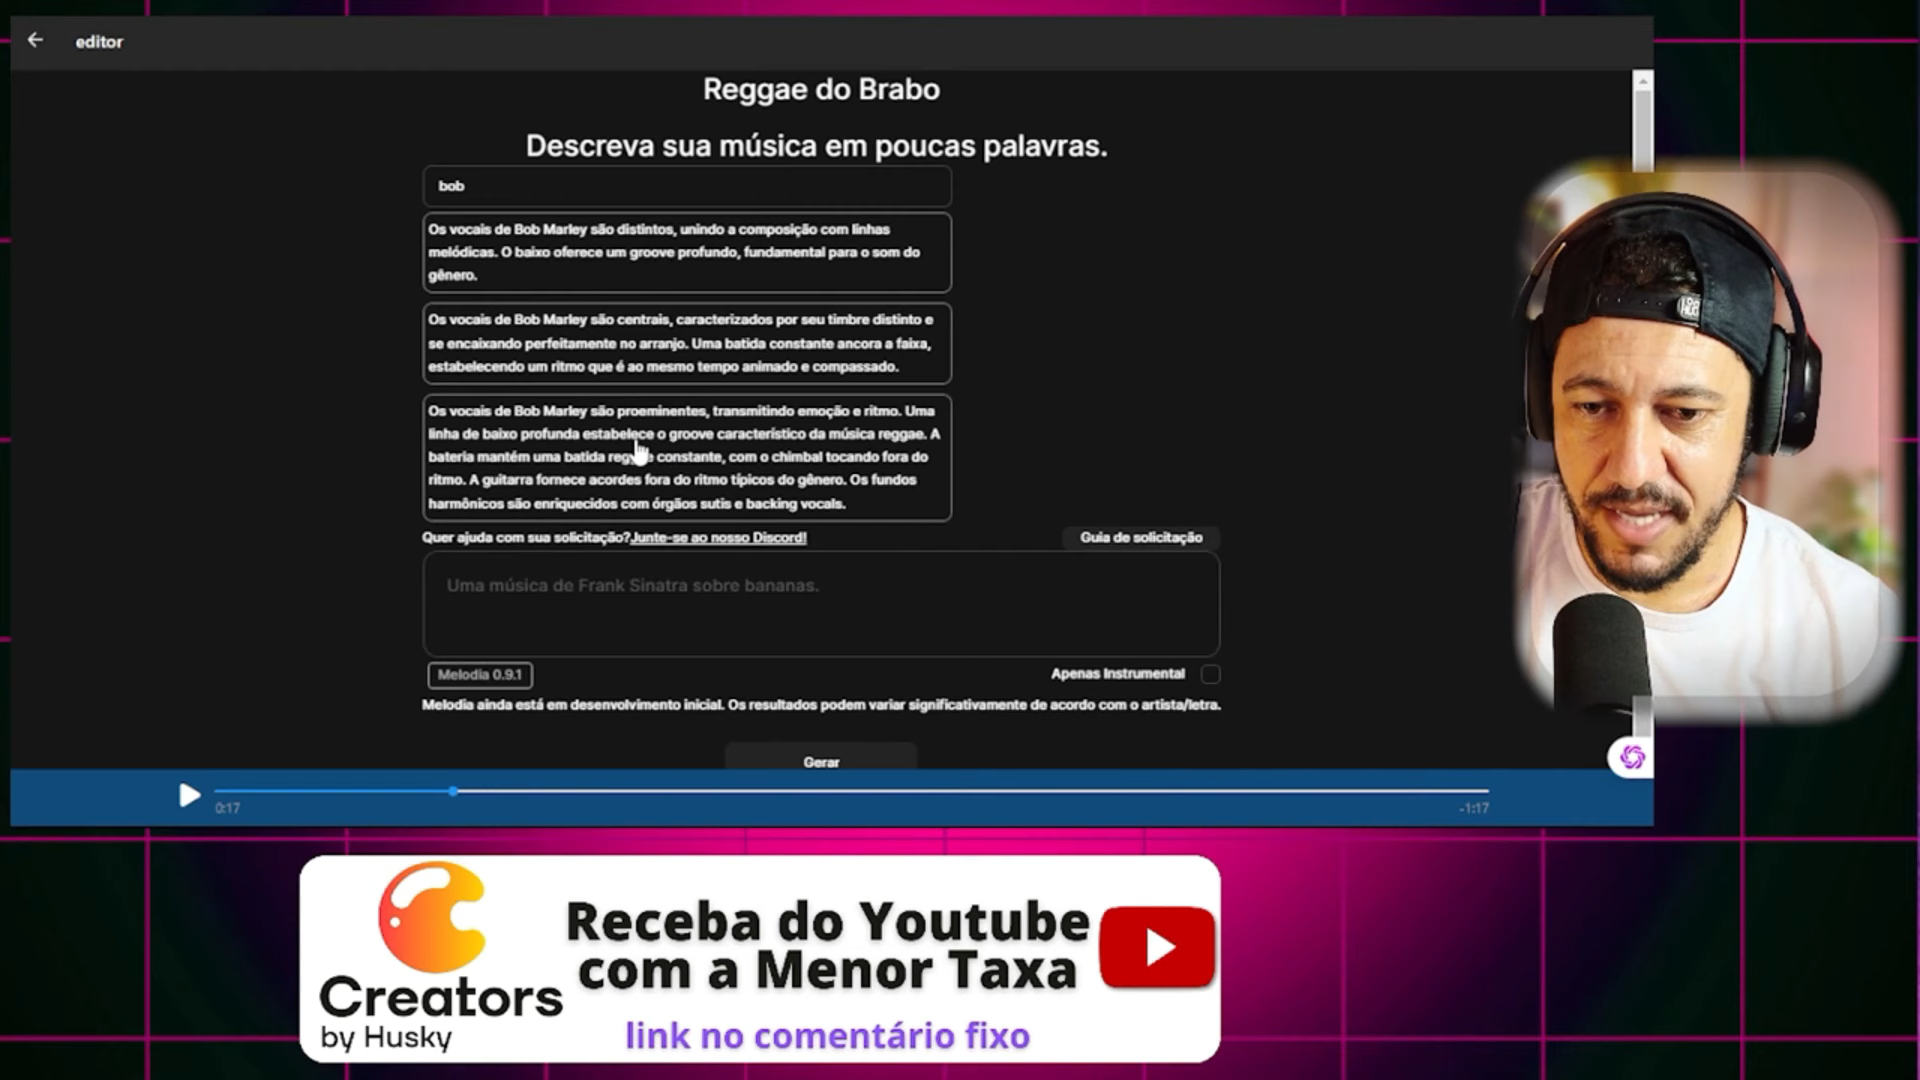 editor
Reggae do Brabo
Descreva sua música em poucas palavras.
bob
Os vocais de Bob Marley são distintos, unindo a composição com linhas
melódicas. O baixo oferece um groove profundo, fundamental para o som do
gênero.
Os vocais de Bob Marley são centrais, caracterizados por seu timbre distinto e
se encaixando perfeitamente no arranjo. Uma batida constante ancora a faixa,
estabelecendo um ritmo que é ao mesmo tempo animado e compassado.
Os vocais de Bob Marley são proeminentes, transmitindo emoção e ritmo. Uma
linha de baixo profunda estabelece o groove característico da música reggae. A
bateria mantém uma batida reggae constante, com o chimbal tocando fora do
ritmo. A guitarra fornece acordes fora do ritmo típicos do gênero. Os fundos
harmônicos são enriquecidos com órgãos sutis e backing vocals.
Quer ajuda com sua solicitação?Junte-se ao nosso Discord!
Guia de solicitação
Uma música de Frank Sinatra sobre bananas.
Melodia 0.9.1
Apenas Instrumental
Melodia ainda está em desenvolvimento inicial. Os resultados podem variar significativamente de acordo com o artista/letra.
Gerar
0:17
-1:17
Creators
by Husky
Receba do Youtube
com a Menor Taxa
link no comentário fixo